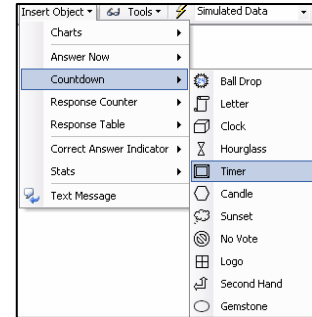 Insert Object Tools Simulated Data
Charts
Answer Now
Countdown
Response Counter
Response Table
Correct Answer Indicator
Stats
Text Message
Ball Drop
Letter
Clock
Hourglass
Timer
Candle
Sunset
No Vote
Logo
Second Hand
Gemstone